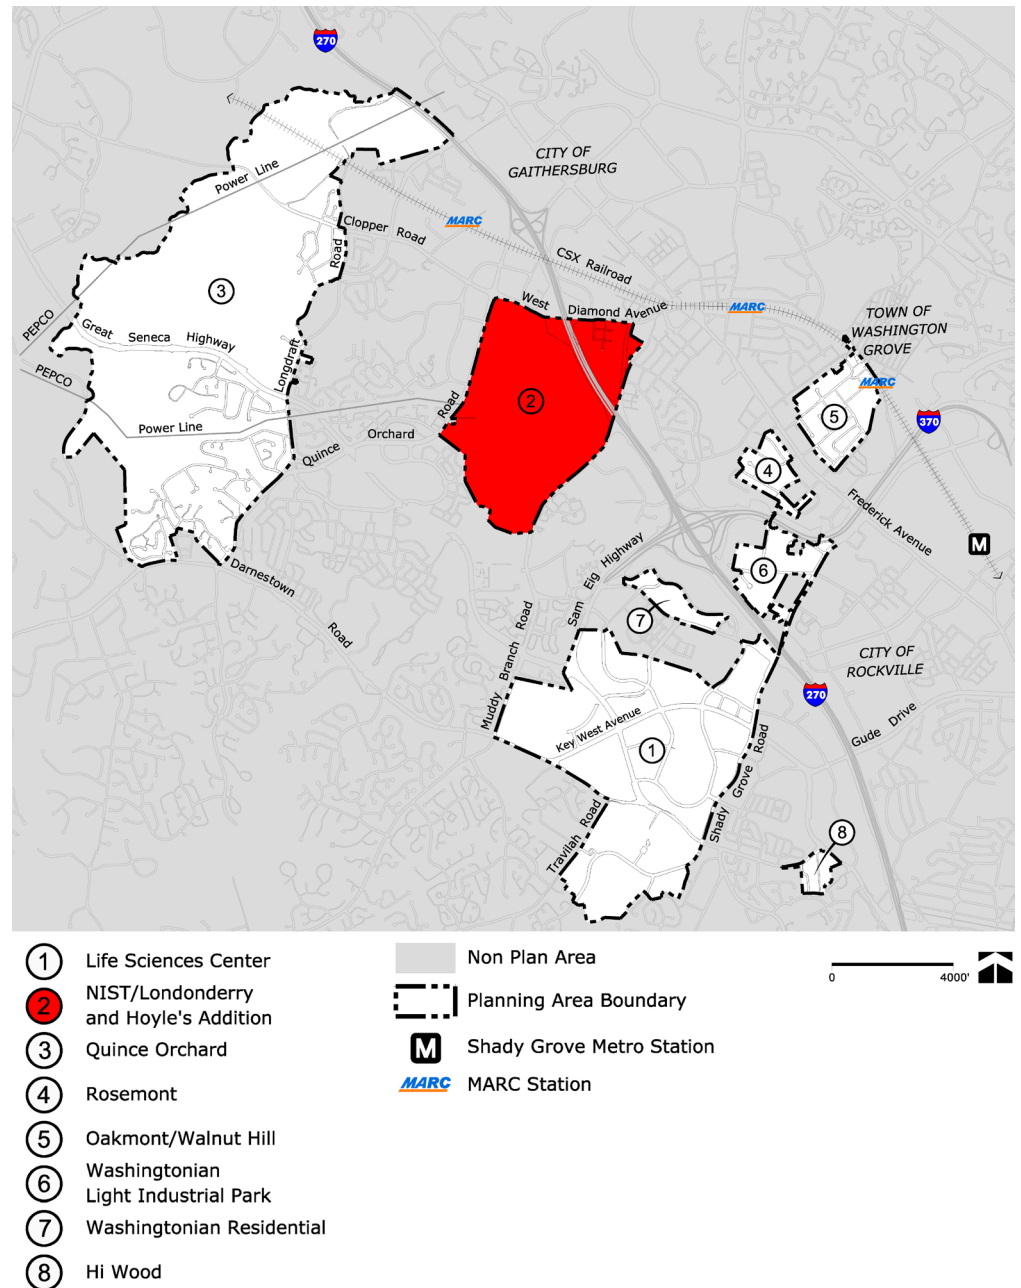 270
CITY OF
GAITHERSBURG
Power Line
MARC
Clopper Road
Road
CSX Railroad
3
West
Diamond Avenue
MARC
TOWN OF
WASHINGTON
GROVE
PEPCO
Great Seneca Highway
Longdraft
MARC
PEPCO
2
Road
5
370
Power Line
Quince Orchard
4
Frederick Avenue
M
Sam Eig Highway
6
Darnestown
Road
7
Muddy Branch Road
CITY OF
ROCKVILLE
270
Gude Drive
Key West Avenue
1
Shady Grove Road
Travilah Road
8
1 Life Sciences Center
2 NIST/Londonderry
and Hoyle's Addition
3 Quince Orchard
4 Rosemont
5 Oakmont/Walnut Hill
6 Washingtonian
Light Industrial Park
7 Washingtonian Residential
8 Hi Wood
Non Plan Area
Planning Area Boundary
M Shady Grove Metro Station
MARC MARC Station
0 4000'